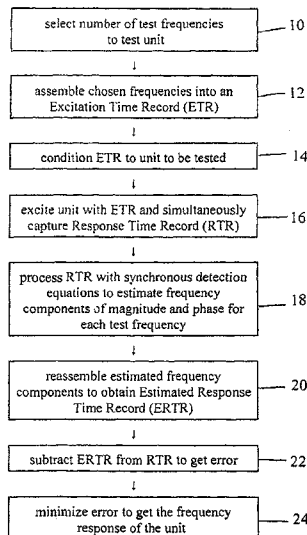 select number of test frequencies
to test unit
10
assemble chosen frequencies into an
Excitation Time Record (ETR)
12
condition ETR to unit to be tested
14
excite unit with ETR and simultaneously
capture Response Time Record (RTR)
16
process RTR with synchronous detection
equations to estimate frequency
components of magnitude and phase for
each test frequency
18
reassemble estimated frequency
components to obtain Estimated Response
Time Record (ERTR)
20
subtract ERTR from RTR to get error
22
minimize error to get the frequency
response of the unit
24